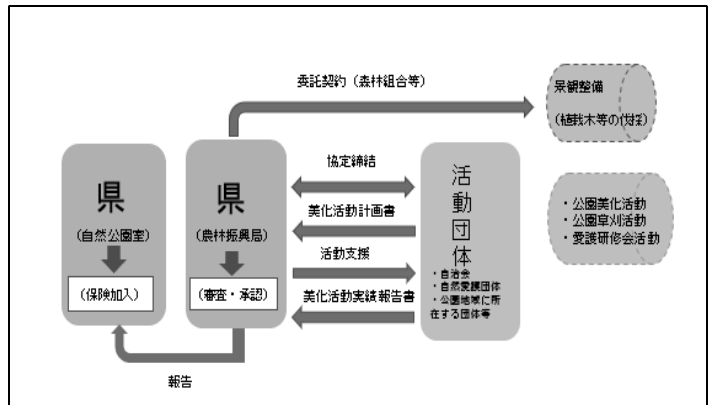 委託契約（森林組合等）
景観整備
（植栽木等の伐採）
県
（自然公園室）
（保険加入）
県
（農林振興局）
（審査・承認）
協定締結
美化活動計画書
活動支援
美化活動実績報告書
活動団体
・自治会
・自然愛護団体
・公園地域に所
在する団体等
・公園美化活動
・公園草刈活動
・愛護研修会活動
報告